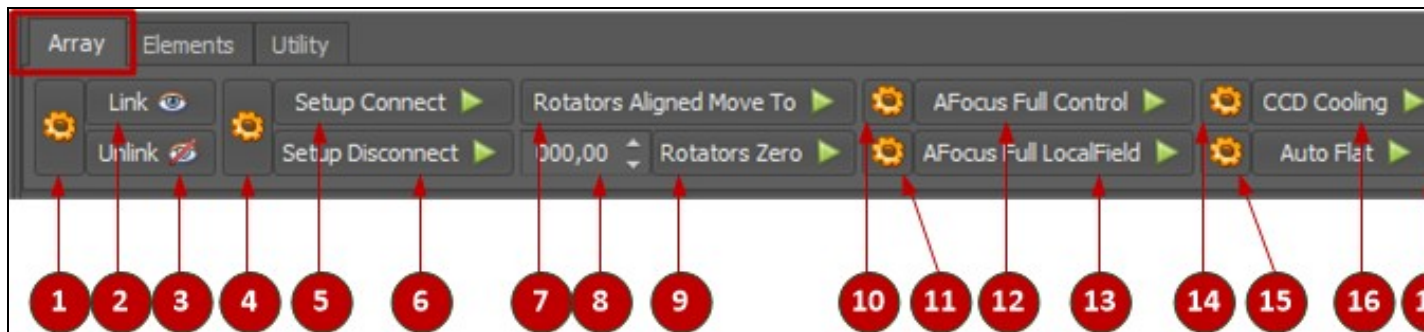 Array Elements Utility
Link Setup Connect Rotators Aligned Move To AFocus Full Control CCD Cooling
Unlink Setup Disconnect 000,00 Rotators Zero AFocus Full LocalField Auto Flat
1 2 3 4 5 6 7 8 9 10 11 12 13 14 15 16